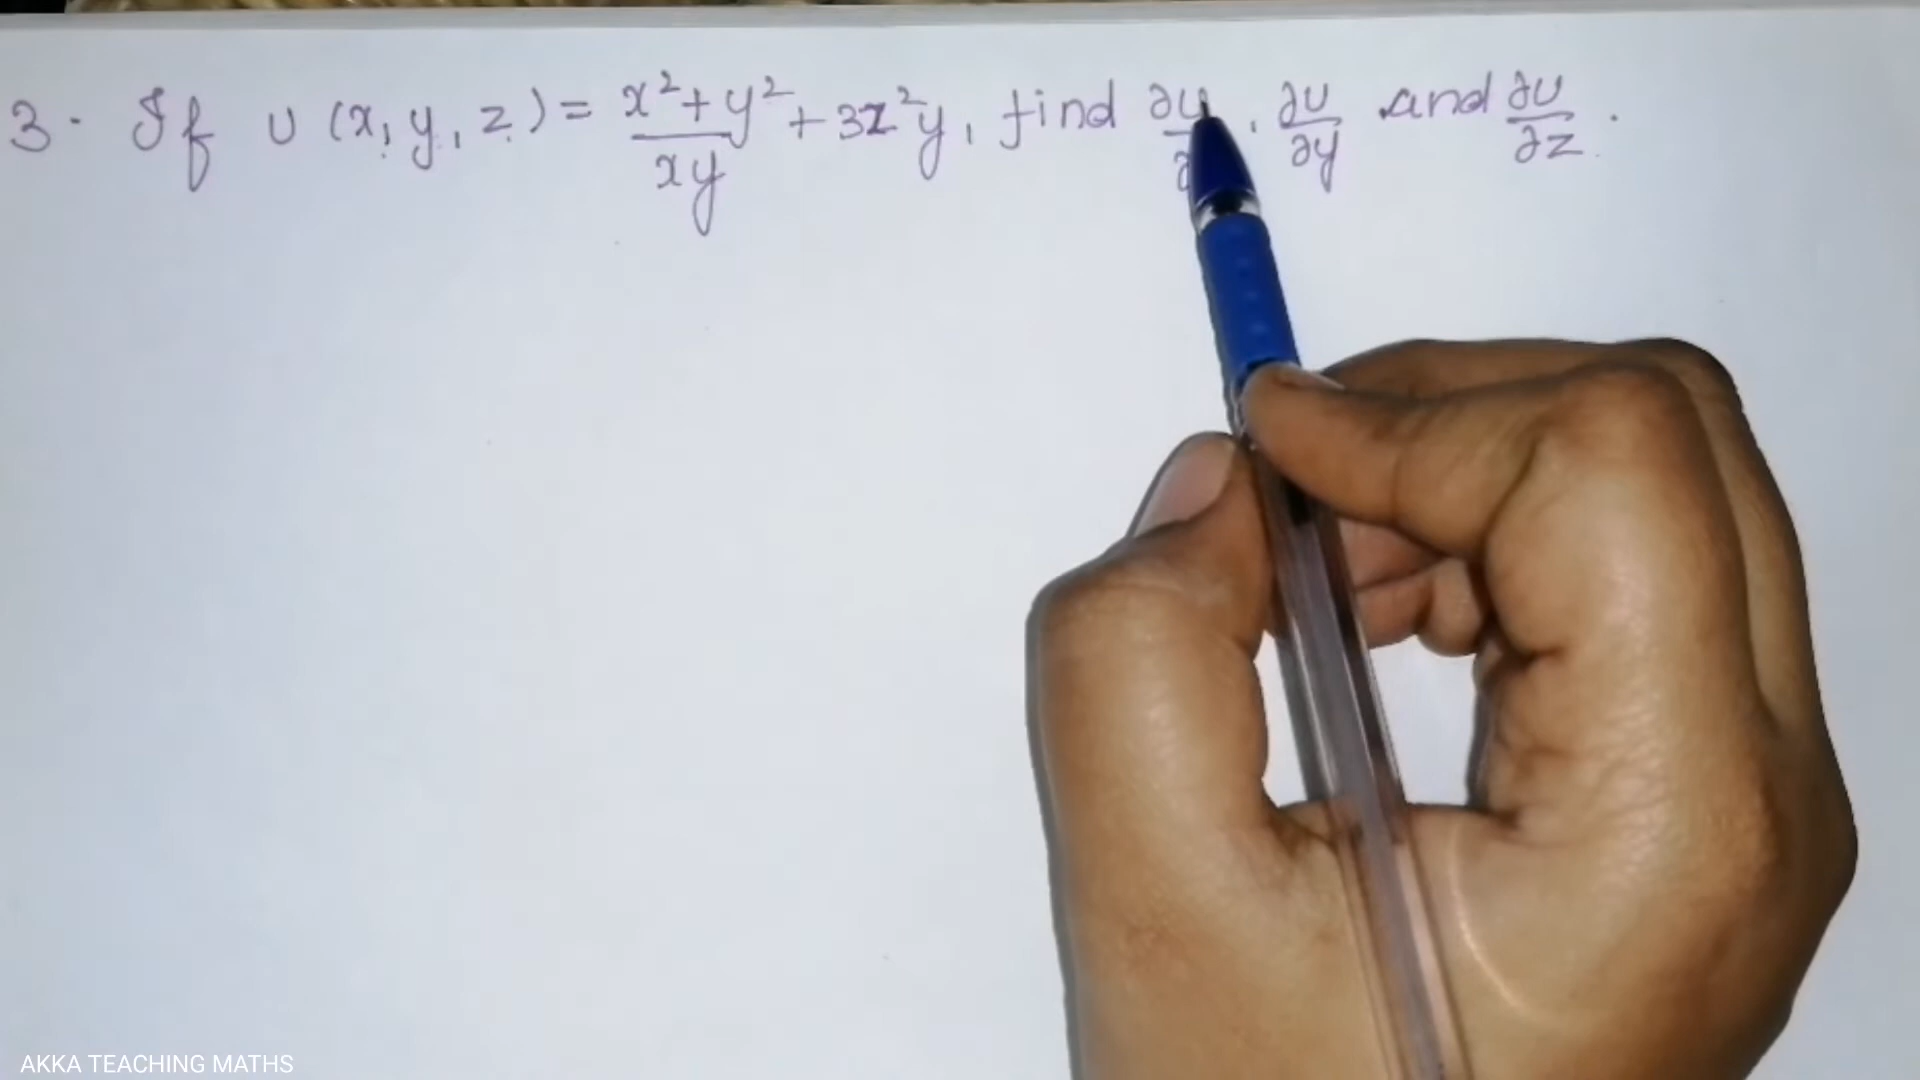 3. If U(x, y, z) = (x²+y²)/(xy) + 3z²y, find ∂U/∂, ∂U/∂y and ∂U/∂z.
AKKA TEACHING MATHS